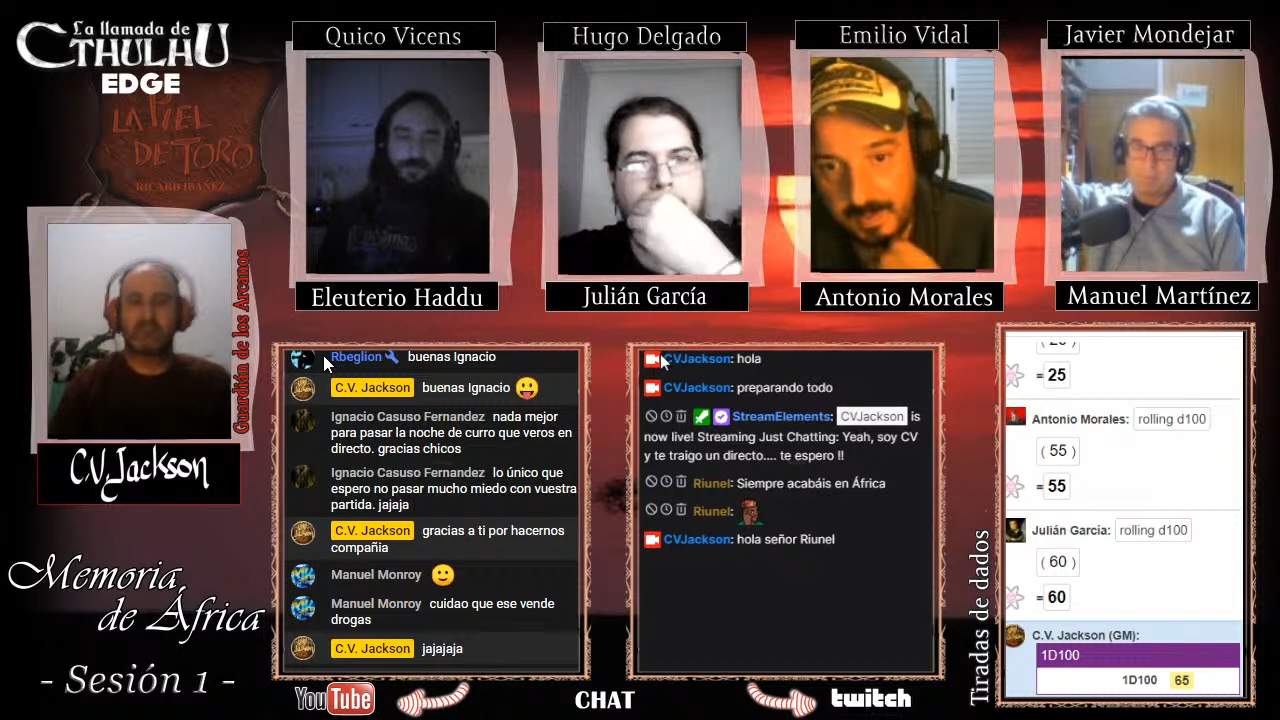 La llamada de
CTHULHU
EDGE
LA PIEL
DE TORO
RICARD IBÁÑEZ
Quico Vicens
Hugo Delgado
Emilio Vidal
Javier Mondejar
Eleuterio Haddu
Julián García
Antonio Morales
Manuel Martínez
Guardián de los Arcanos
C.V. Jackson
Memoria
de África
- Sesión 1 -
Rbeglion buenas Ignacio
C.V. Jackson buenas Ignacio
Ignacio Casuso Fernandez nada mejor
para pasar la noche de curro que veros en
directo. gracias chicos
Ignacio Casuso Fernandez lo único que
espero no pasar mucho miedo con vuestra
partida. jajaja
C.V. Jackson gracias a ti por hacernos
compañia
Manuel Monroy
Manuel Monroy cuidao que ese vende
drogas
C.V. Jackson jajajaja
YouTube
CHAT
twitch
CVJackson: hola
CVJackson: preparando todo
StreamElements: CVJackson is
now live! Streaming Just Chatting: Yeah, soy CV
y te traigo un directo.... te espero !!
Riunel: Siempre acabáis en África
Riunel:
CVJackson: hola señor Riunel
Tiradas de dados
=25
Antonio Morales: rolling d100
(55)
=55
Julián García: rolling d100
(60)
=60
C.V. Jackson (GM):
1D100
1D100 65